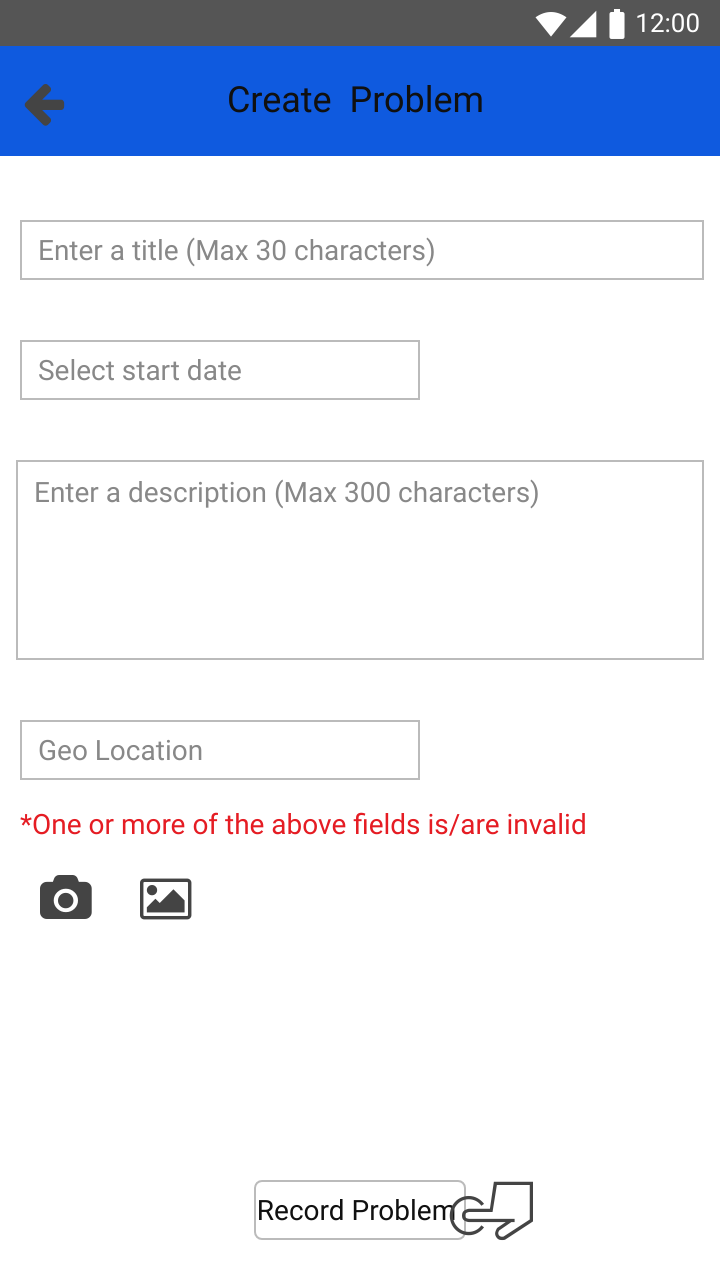 12:00
Create Problem
Enter a title (Max 30 characters)
Select start date
Enter a description (Max 300 characters)
Geo Location
*One or more of the above fields is/are invalid
Record Problem